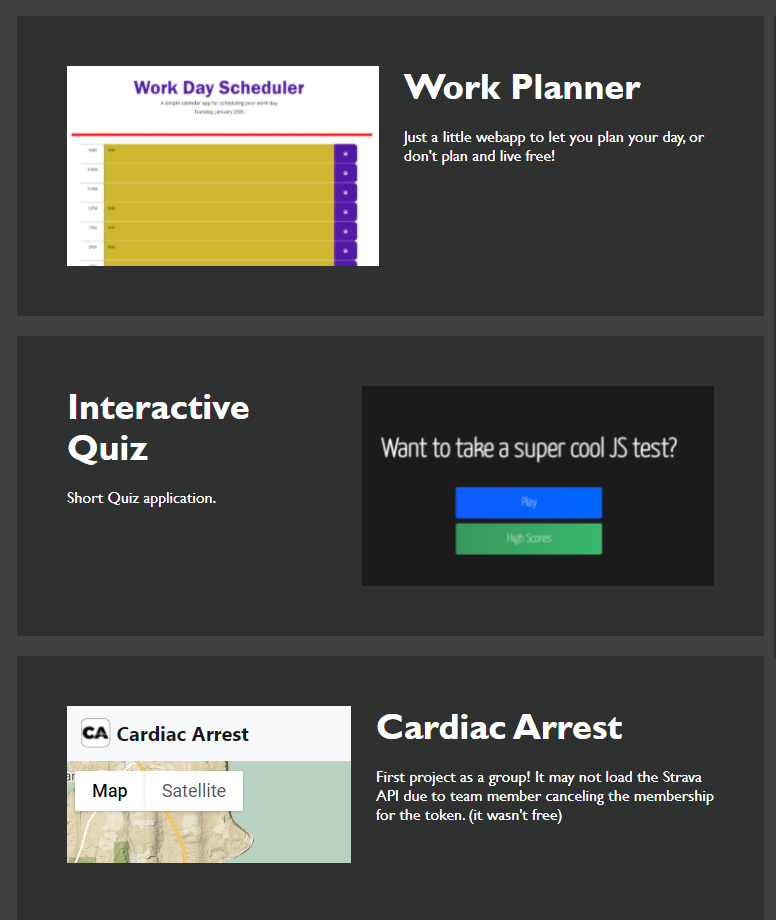 Work Day Scheduler
A simple calendar app for scheduling your work day
Tuesday, January 25th
9AM
10AM
11AM
12PM
1PM
2PM
Work Planner
Just a little webapp to let you plan your day, or
don't plan and live free!
Interactive
Quiz
Short Quiz application.
Want to take a super cool JS test?
Play
High Scores
CA Cardiac Arrest
Map Satellite
Cardiac Arrest
First project as a group! It may not load the Strava
API due to team member canceling the membership
for the token. (it wasn't free)